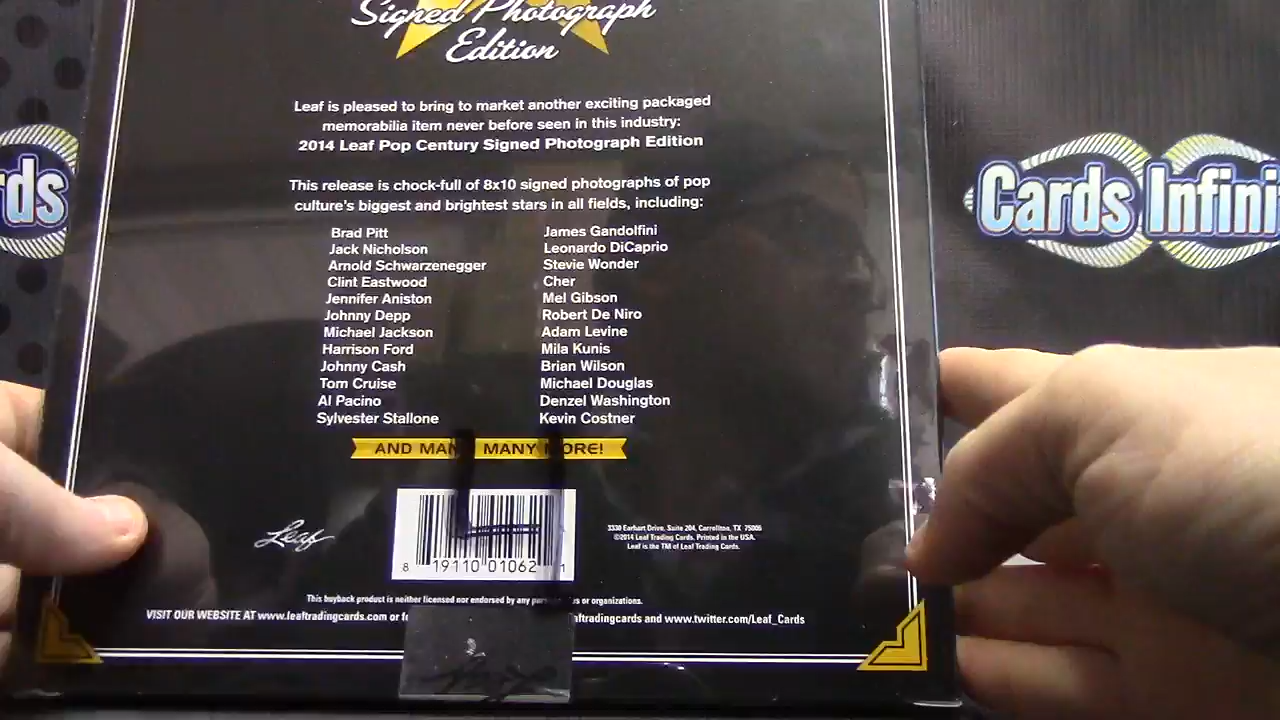 Signed Photograph
Edition
Leaf is pleased to bring to market another exciting packaged
memorabilia item never before seen in this industry:
2014 Leaf Pop Century Signed Photograph Edition
This release is chock-full of 8x10 signed photographs of pop
culture's biggest and brightest stars in all fields, including:
Brad Pitt
Jack Nicholson
Arnold Schwarzenegger
Clint Eastwood
Jennifer Aniston
Johnny Depp
Michael Jackson
Harrison Ford
Johnny Cash
Tom Cruise
Al Pacino
Sylvester Stallone
James Gandolfini
Leonardo DiCaprio
Stevie Wonder
Cher
Mel Gibson
Robert De Niro
Adam Levine
Mila Kunis
Brian Wilson
Michael Douglas
Denzel Washington
Kevin Costner
AND MAN MANY ORE!
Leaf
8 19110 01062 1
3330 Earhart Drive, Suite 204, Carrollton, TX 75006
©2014 Leaf Trading Cards. Printed in the USA.
Leaf is the TM of Leaf Trading Cards.
This buyback product is neither licensed nor endorsed by any or organizations.
VISIT OUR WEBSITE AT www.leaftradingcards.com or aftradingcards and www.twitter.com/Leaf_Cards
rds
Cards Infini